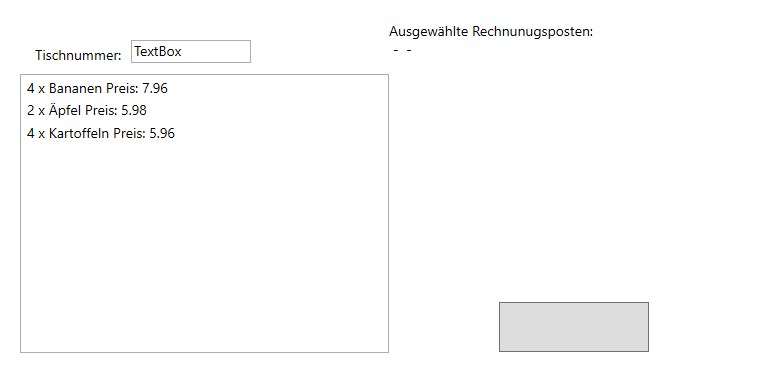 Ausgewählte Rechnunugsposten:
- -
Tischnummer: TextBox
4 x Bananen Preis: 7.96
2 x Äpfel Preis: 5.98
4 x Kartoffeln Preis: 5.96